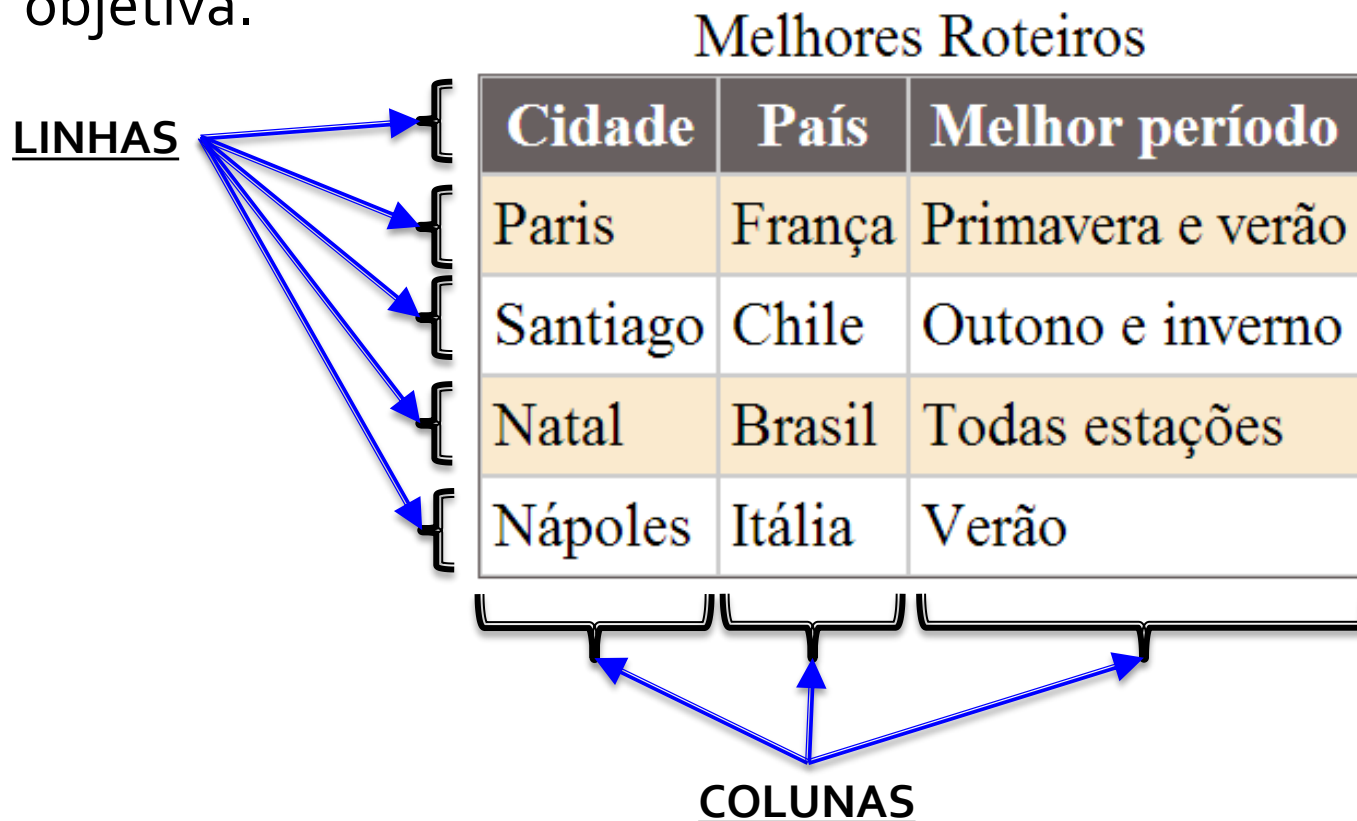 objetiva.
Melhores Roteiros
LINHAS
Cidade País Melhor período
Paris França Primavera e verão
Santiago Chile Outono e inverno
Natal Brasil Todas estações
Nápoles Itália Verão
COLUNAS